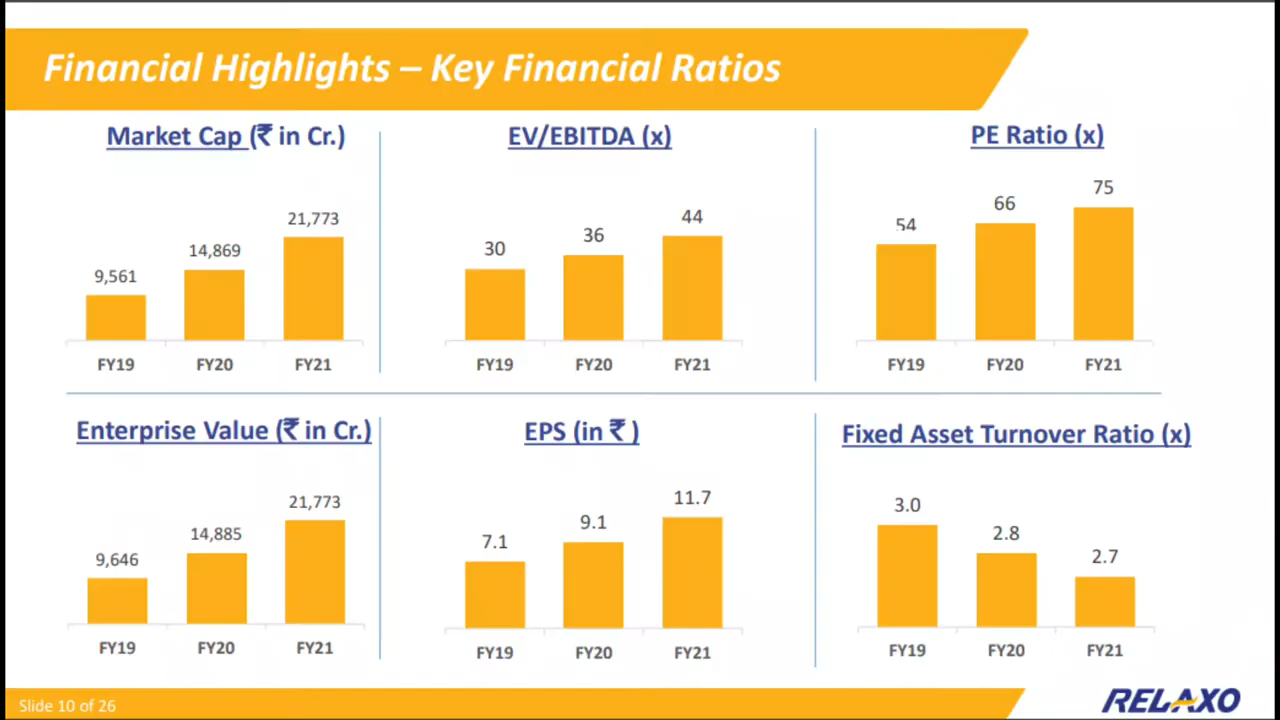 Financial Highlights – Key Financial Ratios
Market Cap (₹ in Cr.)
9,561
14,869
21,773
FY19 FY20 FY21
EV/EBITDA (x)
30
36
44
FY19 FY20 FY21
PE Ratio (x)
54
66
75
FY19 FY20 FY21
Enterprise Value (₹ in Cr.)
9,646
14,885
21,773
FY19 FY20 FY21
EPS (in ₹ )
7.1
9.1
11.7
FY19 FY20 FY21
Fixed Asset Turnover Ratio (x)
3.0
2.8
2.7
FY19 FY20 FY21
Slide 10 of 26
RELAXO